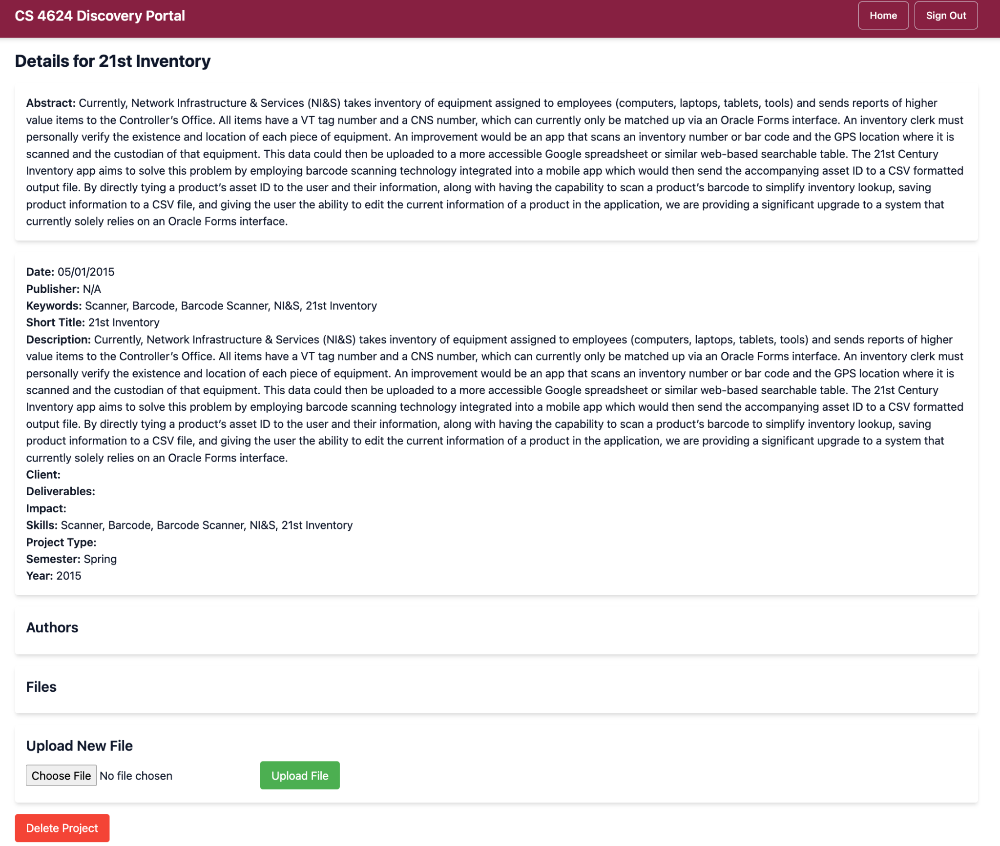 CS 4624 Discovery Portal
Home
Sign Out
Details for 21st Inventory
Abstract: Currently, Network Infrastructure & Services (NI&S) takes inventory of equipment assigned to employees (computers, laptops, tablets, tools) and sends reports of higher
value items to the Controller’s Office. All items have a VT tag number and a CNS number, which can currently only be matched up via an Oracle Forms interface. An inventory clerk must
personally verify the existence and location of each piece of equipment. An improvement would be an app that scans an inventory number or bar code and the GPS location where it is
scanned and the custodian of that equipment. This data could then be uploaded to a more accessible Google spreadsheet or similar web-based searchable table. The 21st Century
Inventory app aims to solve this problem by employing barcode scanning technology integrated into a mobile app which would then send the accompanying asset ID to a CSV formatted
output file. By directly tying a product’s asset ID to the user and their information, along with having the capability to scan a product’s barcode to simplify inventory lookup, saving
product information to a CSV file, and giving the user the ability to edit the current information of a product in the application, we are providing a significant upgrade to a system that
currently solely relies on an Oracle Forms interface.
Date: 05/01/2015
Publisher: N/A
Keywords: Scanner, Barcode, Barcode Scanner, NI&S, 21st Inventory
Short Title: 21st Inventory
Description: Currently, Network Infrastructure & Services (NI&S) takes inventory of equipment assigned to employees (computers, laptops, tablets, tools) and sends reports of higher
value items to the Controller’s Office. All items have a VT tag number and a CNS number, which can currently only be matched up via an Oracle Forms interface. An inventory clerk must
personally verify the existence and location of each piece of equipment. An improvement would be an app that scans an inventory number or bar code and the GPS location where it is
scanned and the custodian of that equipment. This data could then be uploaded to a more accessible Google spreadsheet or similar web-based searchable table. The 21st Century
Inventory app aims to solve this problem by employing barcode scanning technology integrated into a mobile app which would then send the accompanying asset ID to a CSV formatted
output file. By directly tying a product’s asset ID to the user and their information, along with having the capability to scan a product’s barcode to simplify inventory lookup, saving
product information to a CSV file, and giving the user the ability to edit the current information of a product in the application, we are providing a significant upgrade to a system that
currently solely relies on an Oracle Forms interface.
Client:
Deliverables:
Impact:
Skills: Scanner, Barcode, Barcode Scanner, NI&S, 21st Inventory
Project Type:
Semester: Spring
Year: 2015
Authors
Files
Upload New File
Choose File No file chosen
Upload File
Delete Project